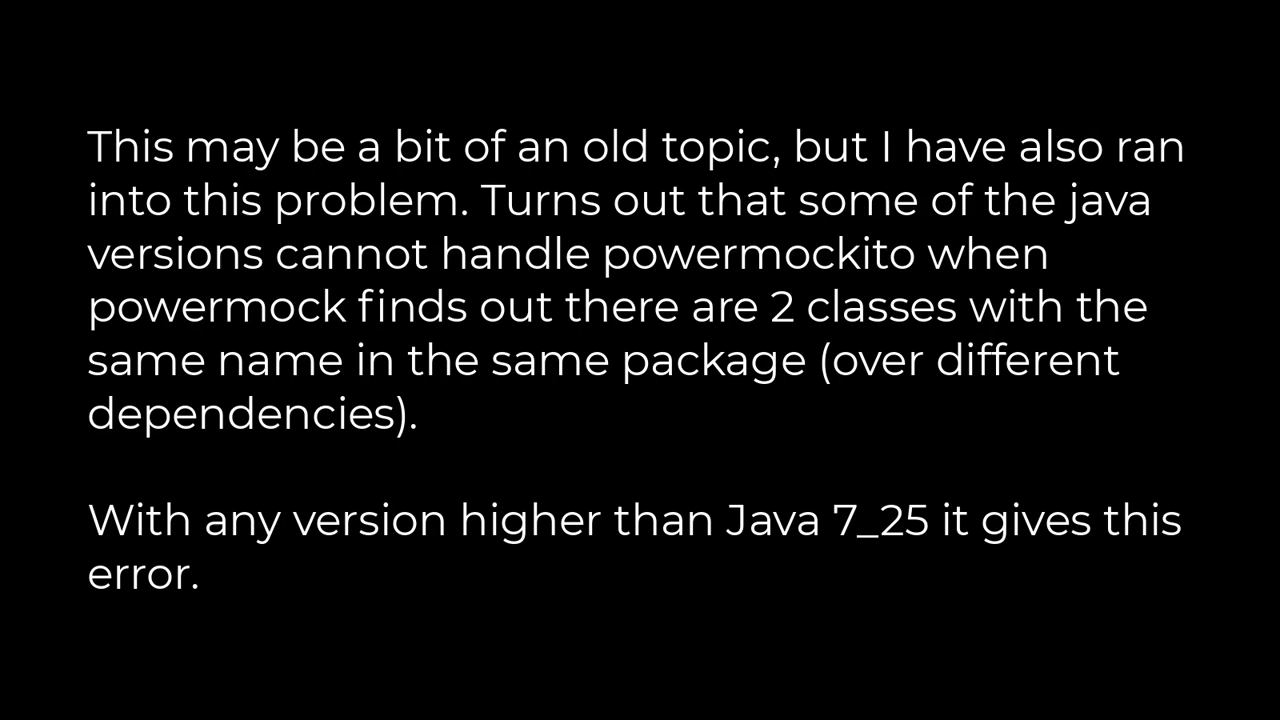 This may be a bit of an old topic, but I have also ran
into this problem. Turns out that some of the java
versions cannot handle powermockito when
powermock finds out there are 2 classes with the
same name in the same package (over different
dependencies).
With any version higher than Java 7_25 it gives this
error.